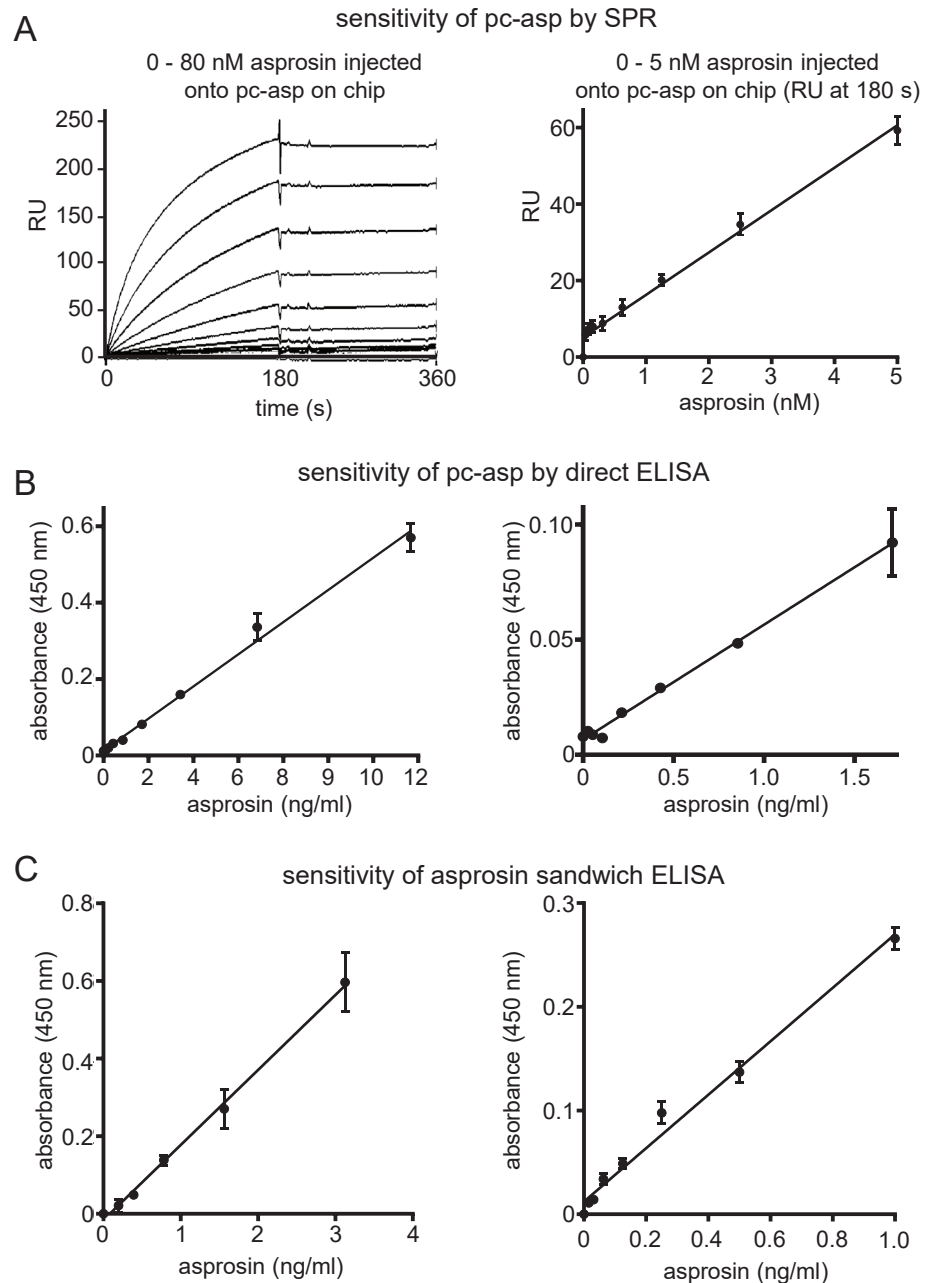 A
sensitivity of pc-asp by SPR
0 - 80 nM asprosin injected
onto pc-asp on chip
250
200
150
100
50
0
RU
0 180 360
time (s)
0 - 5 nM asprosin injected
onto pc-asp on chip (RU at 180 s)
60
40
20
0
RU
0 1 2 3 4 5
asprosin (nM)
B
sensitivity of pc-asp by direct ELISA
0.6
0.4
0.2
0
absorbance (450 nm)
0 2 4 6 8 9 10 12
asprosin (ng/ml)
0.10
0.05
0
absorbance (450 nm)
0 0.5 1.0 1.5
asprosin (ng/ml)
C
sensitivity of asprosin sandwich ELISA
0.8
0.6
0.4
0.2
0
absorbance (450 nm)
0 1 2 3 4
asprosin (ng/ml)
0.3
0.2
0.1
0
absorbance (450 nm)
0 0.2 0.4 0.6 0.8 1.0
asprosin (ng/ml)